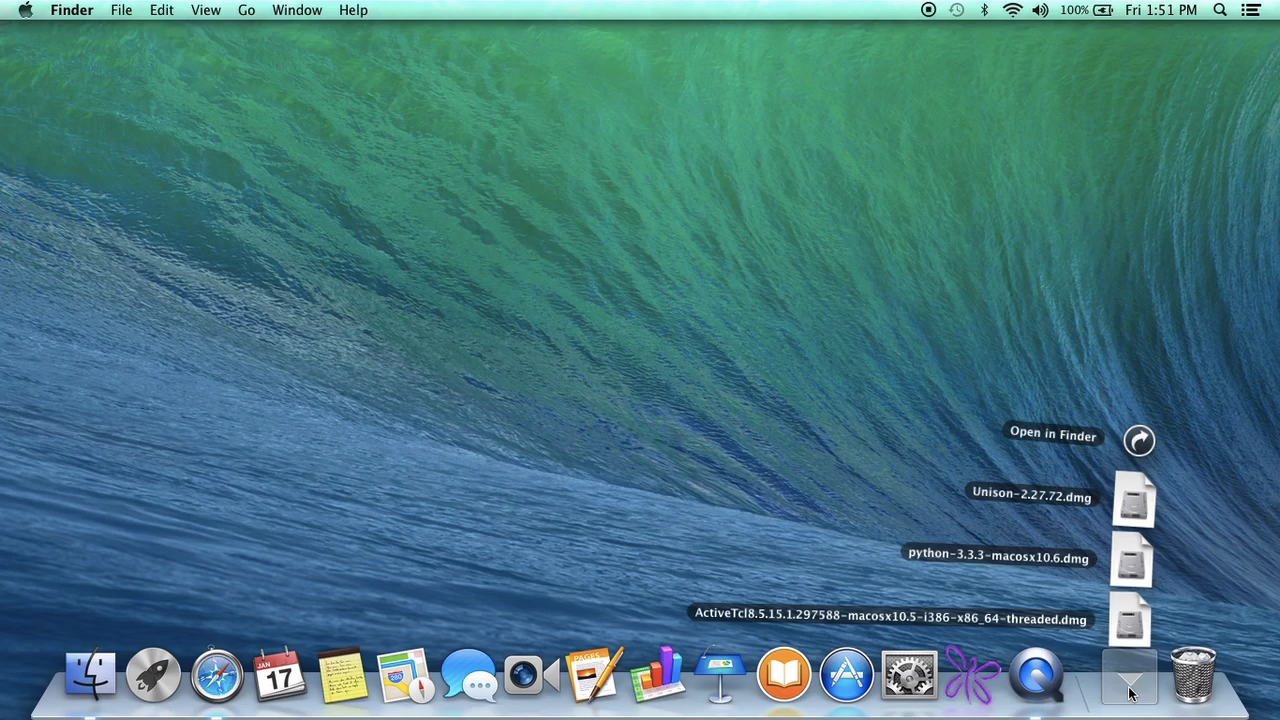 Finder File Edit View Go Window Help 100% Fri 1:51 PM
Open in Finder
Unison-2.27.72.dmg
python-3.3.3-macosx10.6.dmg
ActiveTcl8.5.15.1.297588-macosx10.5-i386-x86_64-threaded.dmg
JAN
17
280
PAGES